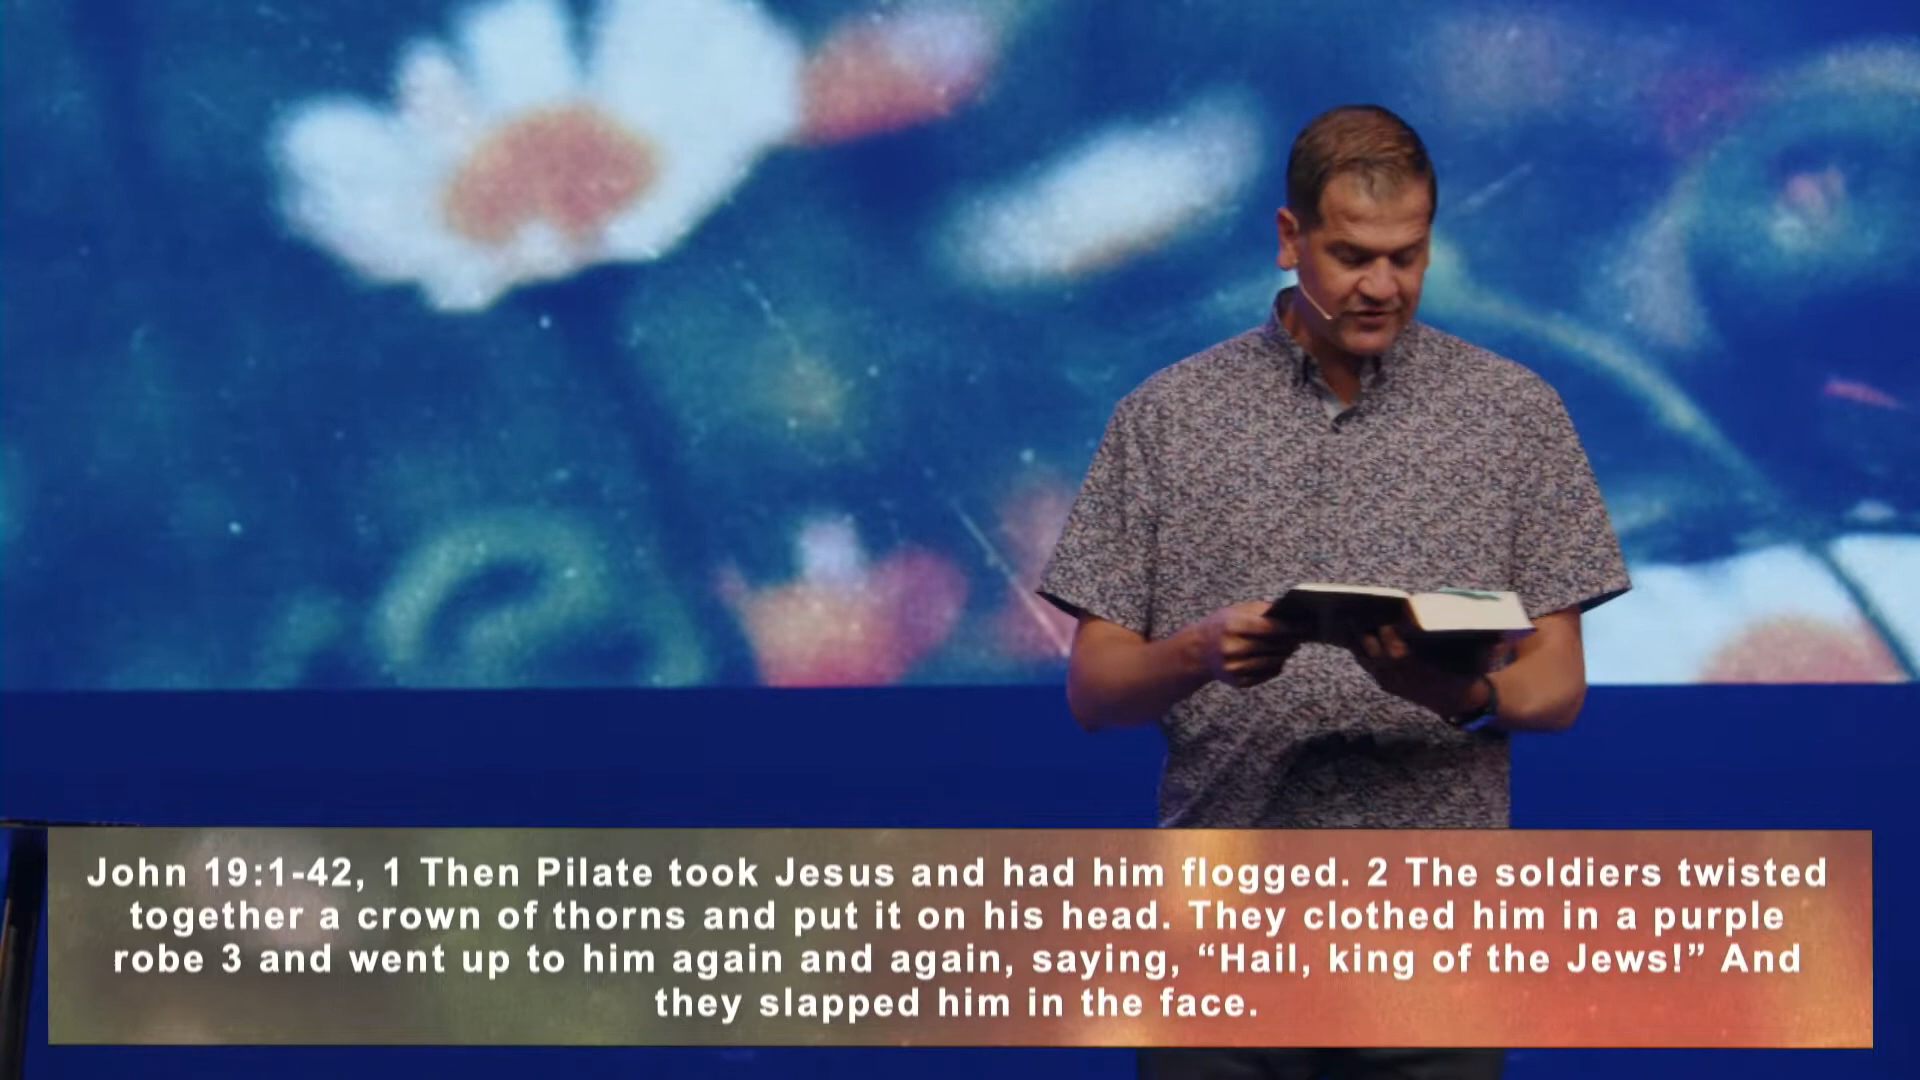 John 19:1-42, 1 Then Pilate took Jesus and had him flogged. 2 The soldiers twisted
together a crown of thorns and put it on his head. They clothed him in a purple
robe 3 and went up to him again and again, saying, “Hail, king of the Jews!” And
they slapped him in the face.